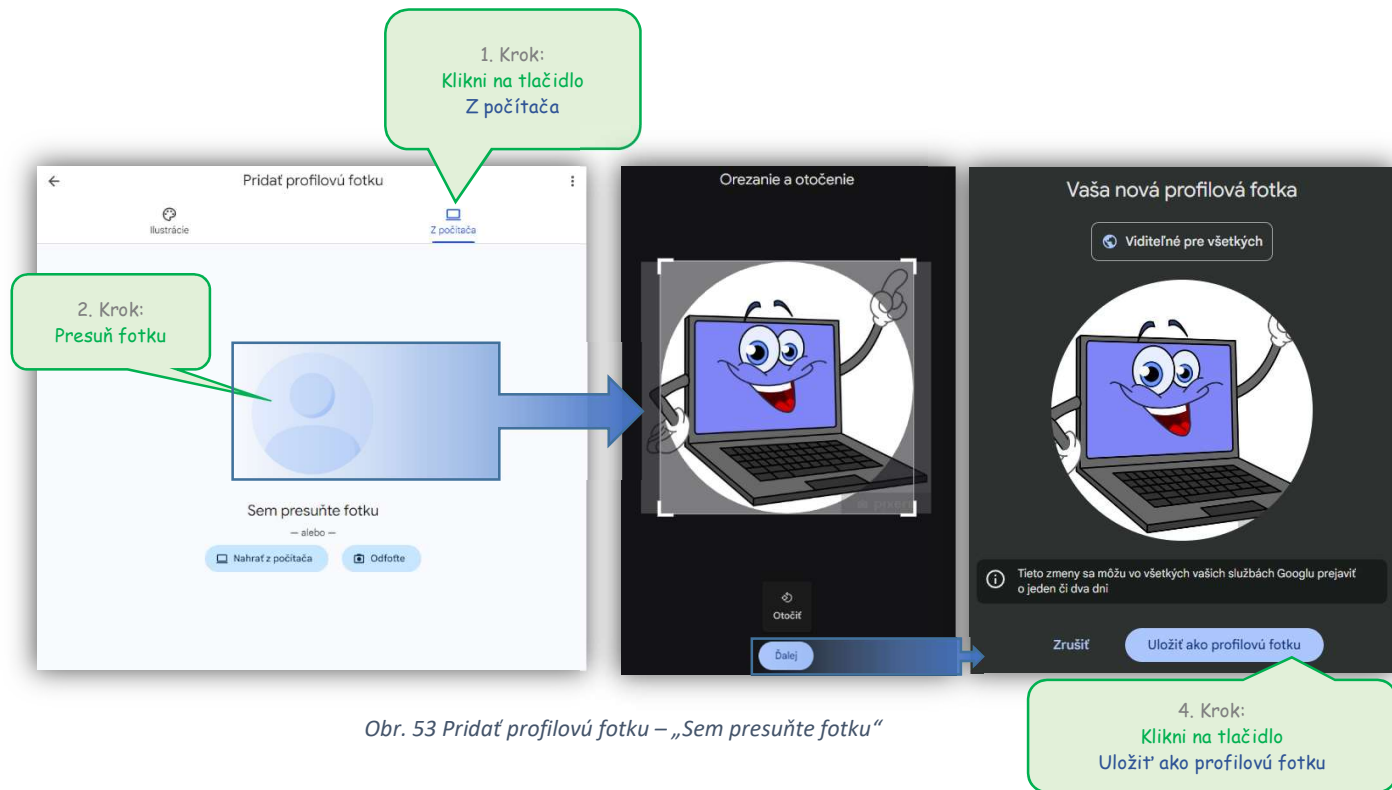 1. Krok:
Klikni na tlačidlo
Z počítača
Pridať profilovú fotku
Ilustrácie
Z počítača
2. Krok:
Presuň fotku
Sem presuňte fotku
— alebo —
Nahrať z počítača
Odfoťte
Orezanie a otočenie
Otočiť
Ďalej
Vaša nová profilová fotka
Viditeľné pre všetkých
Tieto zmeny sa môžu vo všetkých vašich službách Googlu prejaviť
o jeden či dva dni
Zrušiť
Uložiť ako profilovú fotku
4. Krok:
Klikni na tlačidlo
Uložiť ako profilovú fotku
Obr. 53 Pridať profilovú fotku – „Sem presuňte fotku“